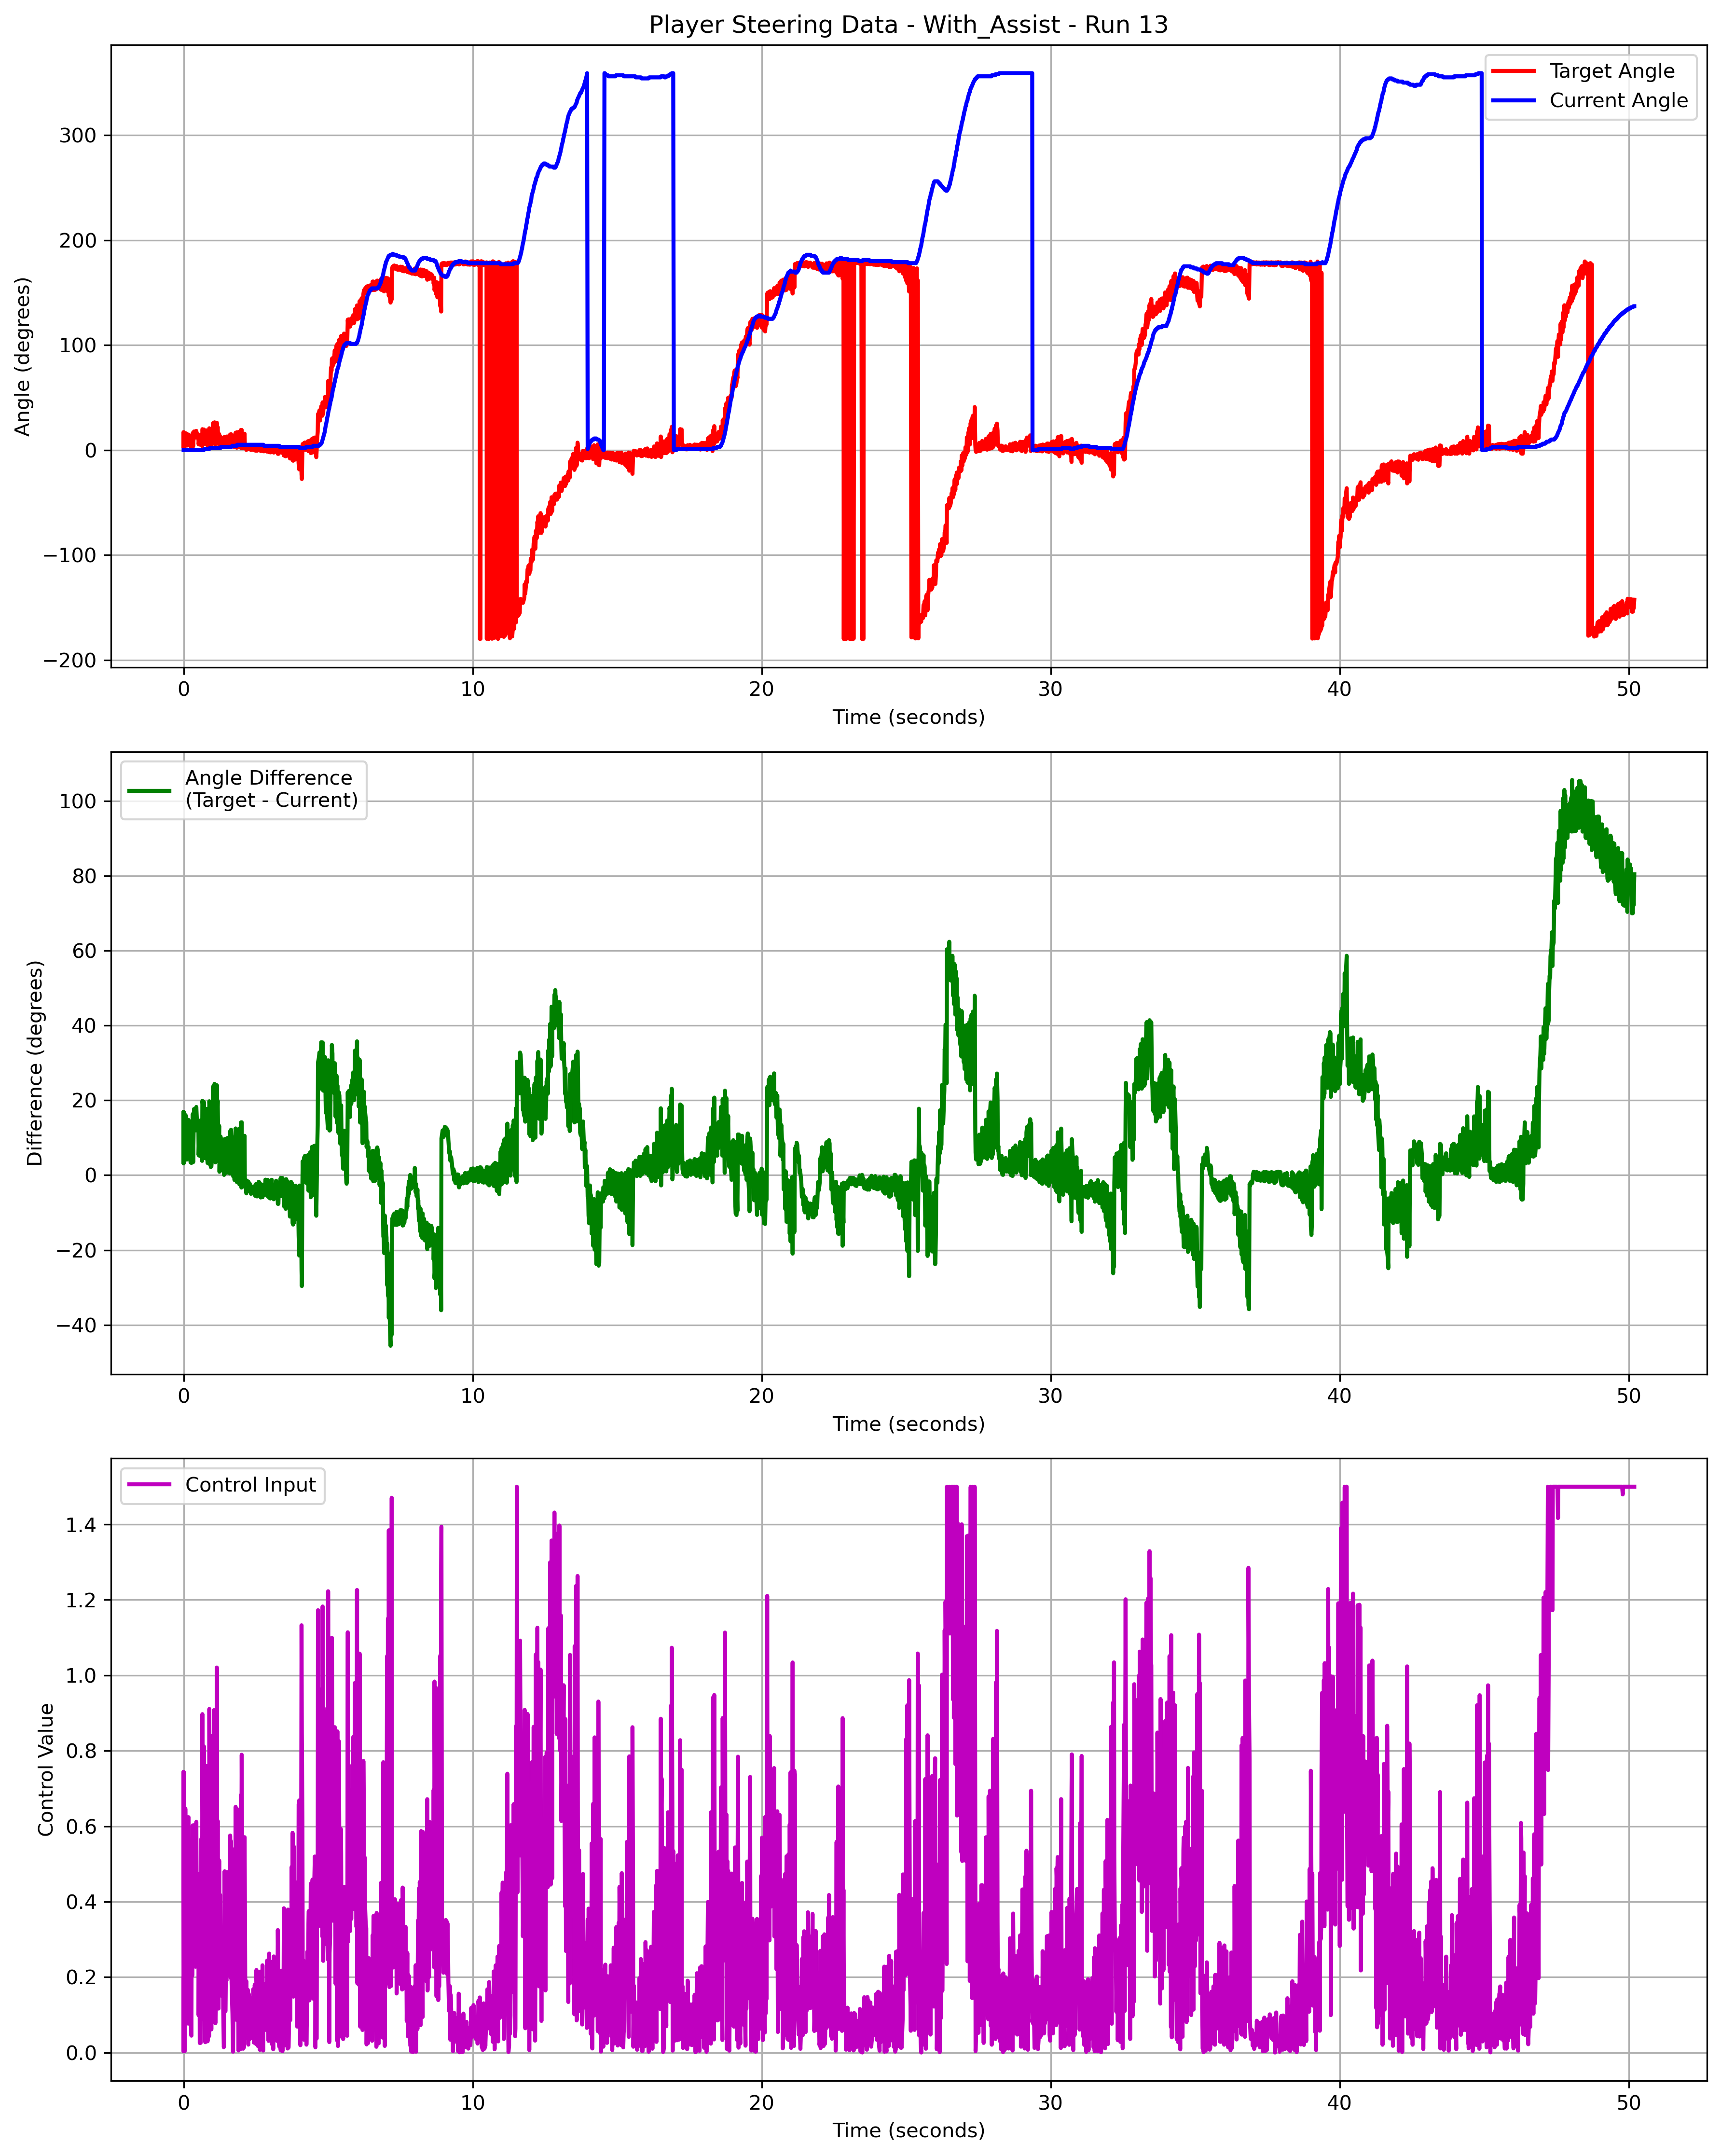 Player Steering Data - With_Assist - Run 13
Target Angle
Current Angle
Angle (degrees)
300
200
100
0
−100
−200
0 10 20 30 40 50
Time (seconds)
Angle Difference
(Target - Current)
Difference (degrees)
100
80
60
40
20
0
−20
−40
0 10 20 30 40 50
Time (seconds)
Control Input
Control Value
1.4
1.2
1.0
0.8
0.6
0.4
0.2
0.0
0 10 20 30 40 50
Time (seconds)